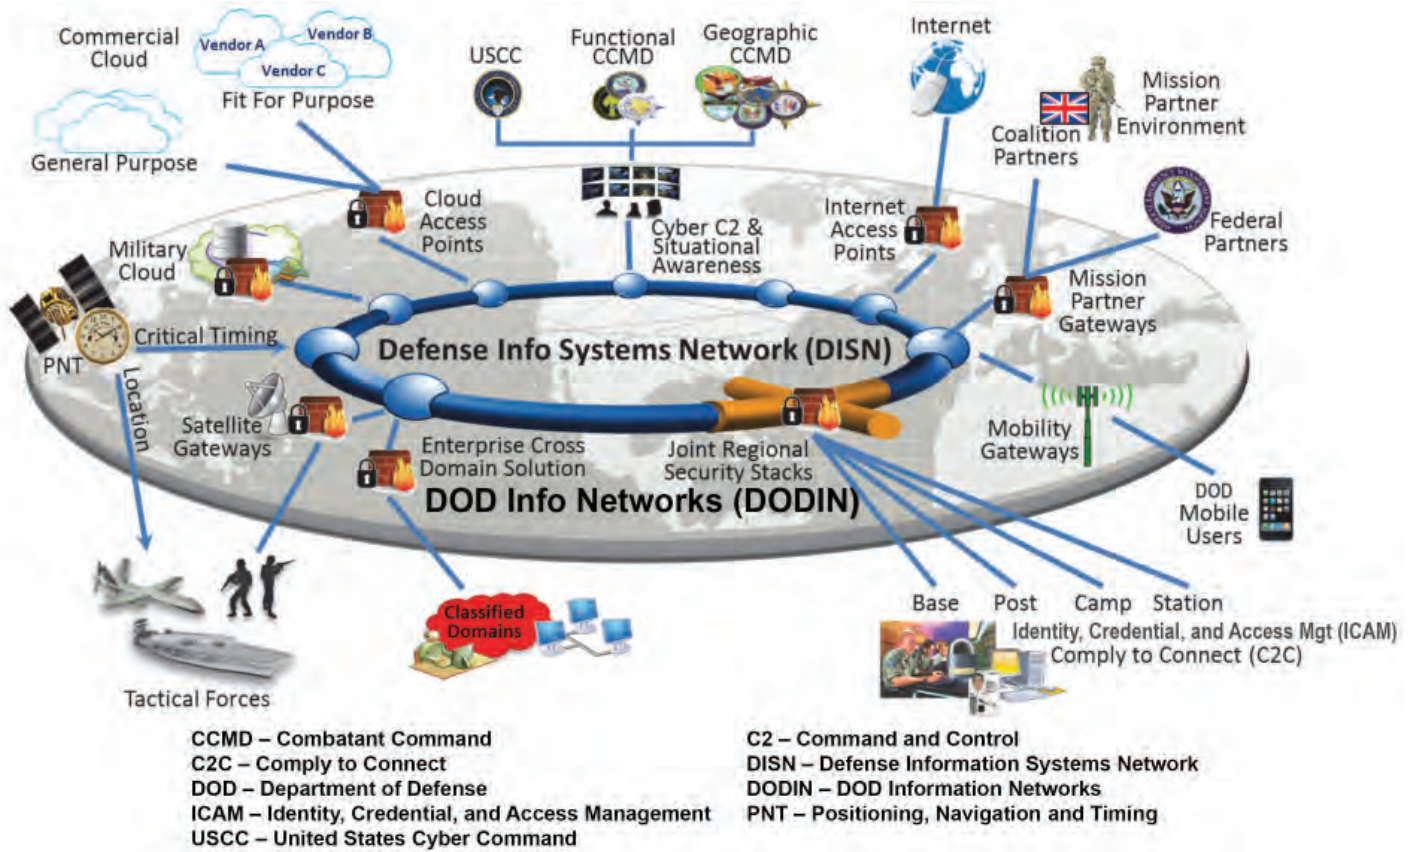 Commercial
Cloud
Vendor A
Vendor B
Vendor C
Fit For Purpose
General Purpose
USCC
Functional
CCMD
Geographic
CCMD
Internet
Mission
Partner
Environment
Coalition
Partners
Federal
Partners
Cloud
Access
Points
Cyber C2 &
Situational
Awareness
Internet
Access
Points
Mission
Partner
Gateways
Military
Cloud
PNT
Critical Timing
Location
Defense Info Systems Network (DISN)
Satellite
Gateways
Enterprise Cross
Domain Solution
Joint Regional
Security Stacks
Mobility
Gateways
DOD Info Networks (DODIN)
DOD
Mobile
Users
Classified
Domains
Tactical Forces
Base
Post
Camp
Station
Identity, Credential, and Access Mgt (ICAM)
Comply to Connect (C2C)
CCMD – Combatant Command
C2C – Comply to Connect
DOD – Department of Defense
ICAM – Identity, Credential, and Access Management
USCC – United States Cyber Command
C2 – Command and Control
DISN – Defense Information Systems Network
DODIN – DOD Information Networks
PNT – Positioning, Navigation and Timing